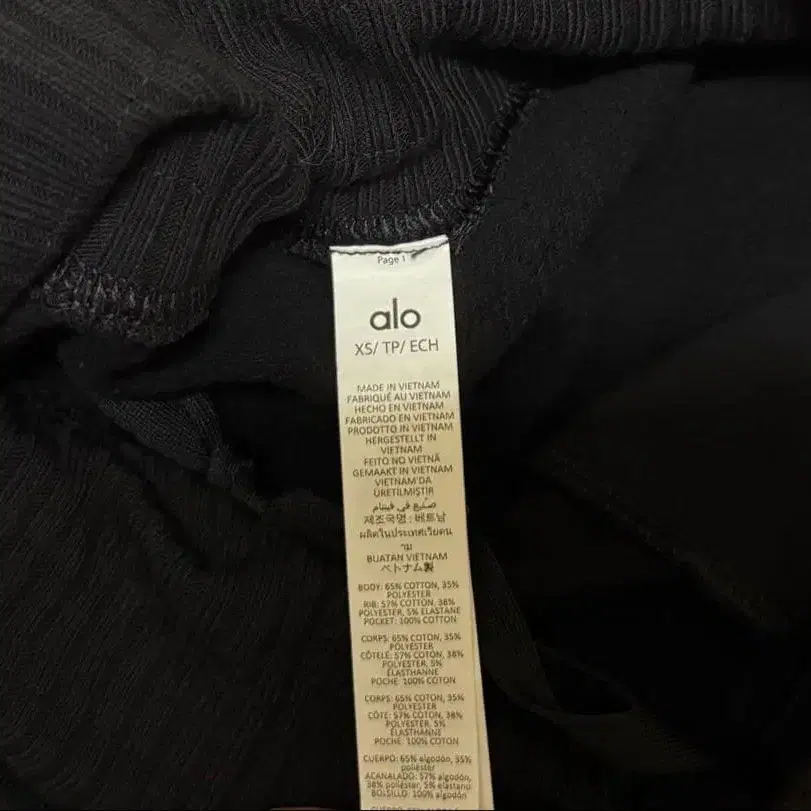 Page 1
alo
XS/ TP/ ECH
MADE IN VIETNAM
FABRIQUÉ AU VIETNAM
HECHO EN VIETNAM
FABRICADO EN VIETNAM
PRODOTTO IN VIETNAM
HERGESTELLT IN
VIETNAM
FEITO NO VIETNÃ
GEMAAKT IN VIETNAM
VIETNAM'DA
ÜRETILMIŞTIR
صُنِع في فيتنام
제조국명 : 베트남
ผลิตในประเทศเวียดน
าม
BUATAN VIETNAM
ベトナム製
BODY: 65% COTTON, 35%
POLYESTER
RIB: 57% COTTON, 38%
POLYESTER, 5% ELASTANE
POCKET: 100% COTTON
CORPS: 65% COTON, 35%
POLYESTER
CÔTELÉ: 57% COTON, 38%
POLYESTER, 5%
ÉLASTHANNE
POCHE: 100% COTON
CORPS: 65% COTON, 35%
POLYESTER
CÔTE: 57% COTON, 38%
POLYESTER, 5%
ÉLASTHANNE
POCHE: 100% COTON
CUERPO: 65% algodón, 35%
poliéster
ACANALADO: 57% algodón,
38% poliéster, 5% elastano
BOLSILLO: 100% algodón